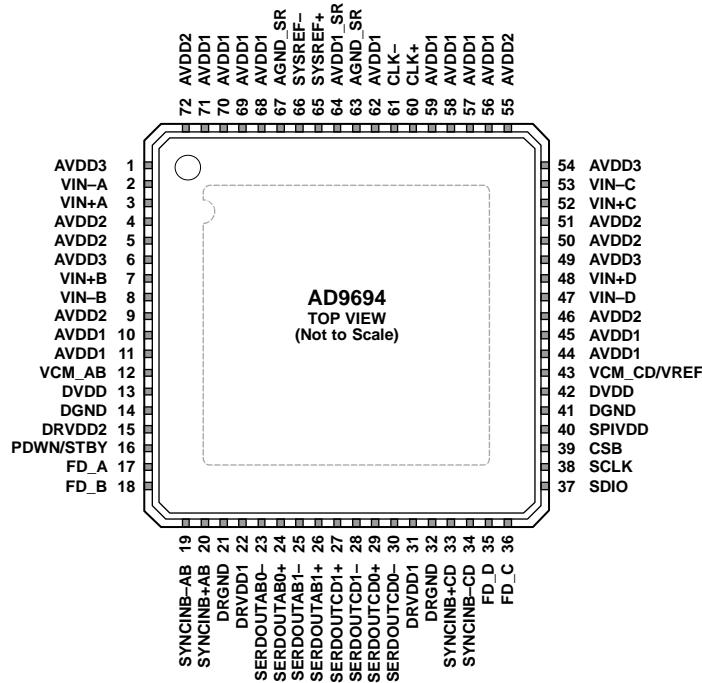 AVDD2
AVDD1
AVDD1
AVDD1
AVDD1
AGND_SR
SYSREF–
SYSREF+
AVDD1_SR
AGND_SR
AVDD1
CLK–
CLK+
AVDD1
AVDD1
AVDD1
AVDD1
AVDD2
72
71
70
69
68
67
66
65
64
63
62
61
60
59
58
57
56
55
AVDD3 1
VIN–A 2
VIN+A 3
AVDD2 4
AVDD2 5
AVDD3 6
VIN+B 7
VIN–B 8
AVDD2 9
AVDD1 10
AVDD1 11
VCM_AB 12
DVDD 13
DGND 14
DRVDD2 15
PDWN/STBY 16
FD_A 17
FD_B 18
AD9694
TOP VIEW
(Not to Scale)
54 AVDD3
53 VIN–C
52 VIN+C
51 AVDD2
50 AVDD2
49 AVDD3
48 VIN+D
47 VIN–D
46 AVDD2
45 AVDD1
44 AVDD1
43 VCM_CD/VREF
42 DVDD
41 DGND
40 SPIVDD
39 CSB
38 SCLK
37 SDIO
19
20
21
22
23
24
25
26
27
28
29
30
31
32
33
34
35
36
SYNCINB–AB
SYNCINB+AB
DRGND
DRVDD1
SERDOUTAB0–
SERDOUTAB0+
SERDOUTAB1–
SERDOUTAB1+
SERDOUTCD1+
SERDOUTCD1–
SERDOUTCD0+
SERDOUTCD0–
DRVDD1
DRGND
SYNCINB+CD
SYNCINB–CD
FD_D
FD_C